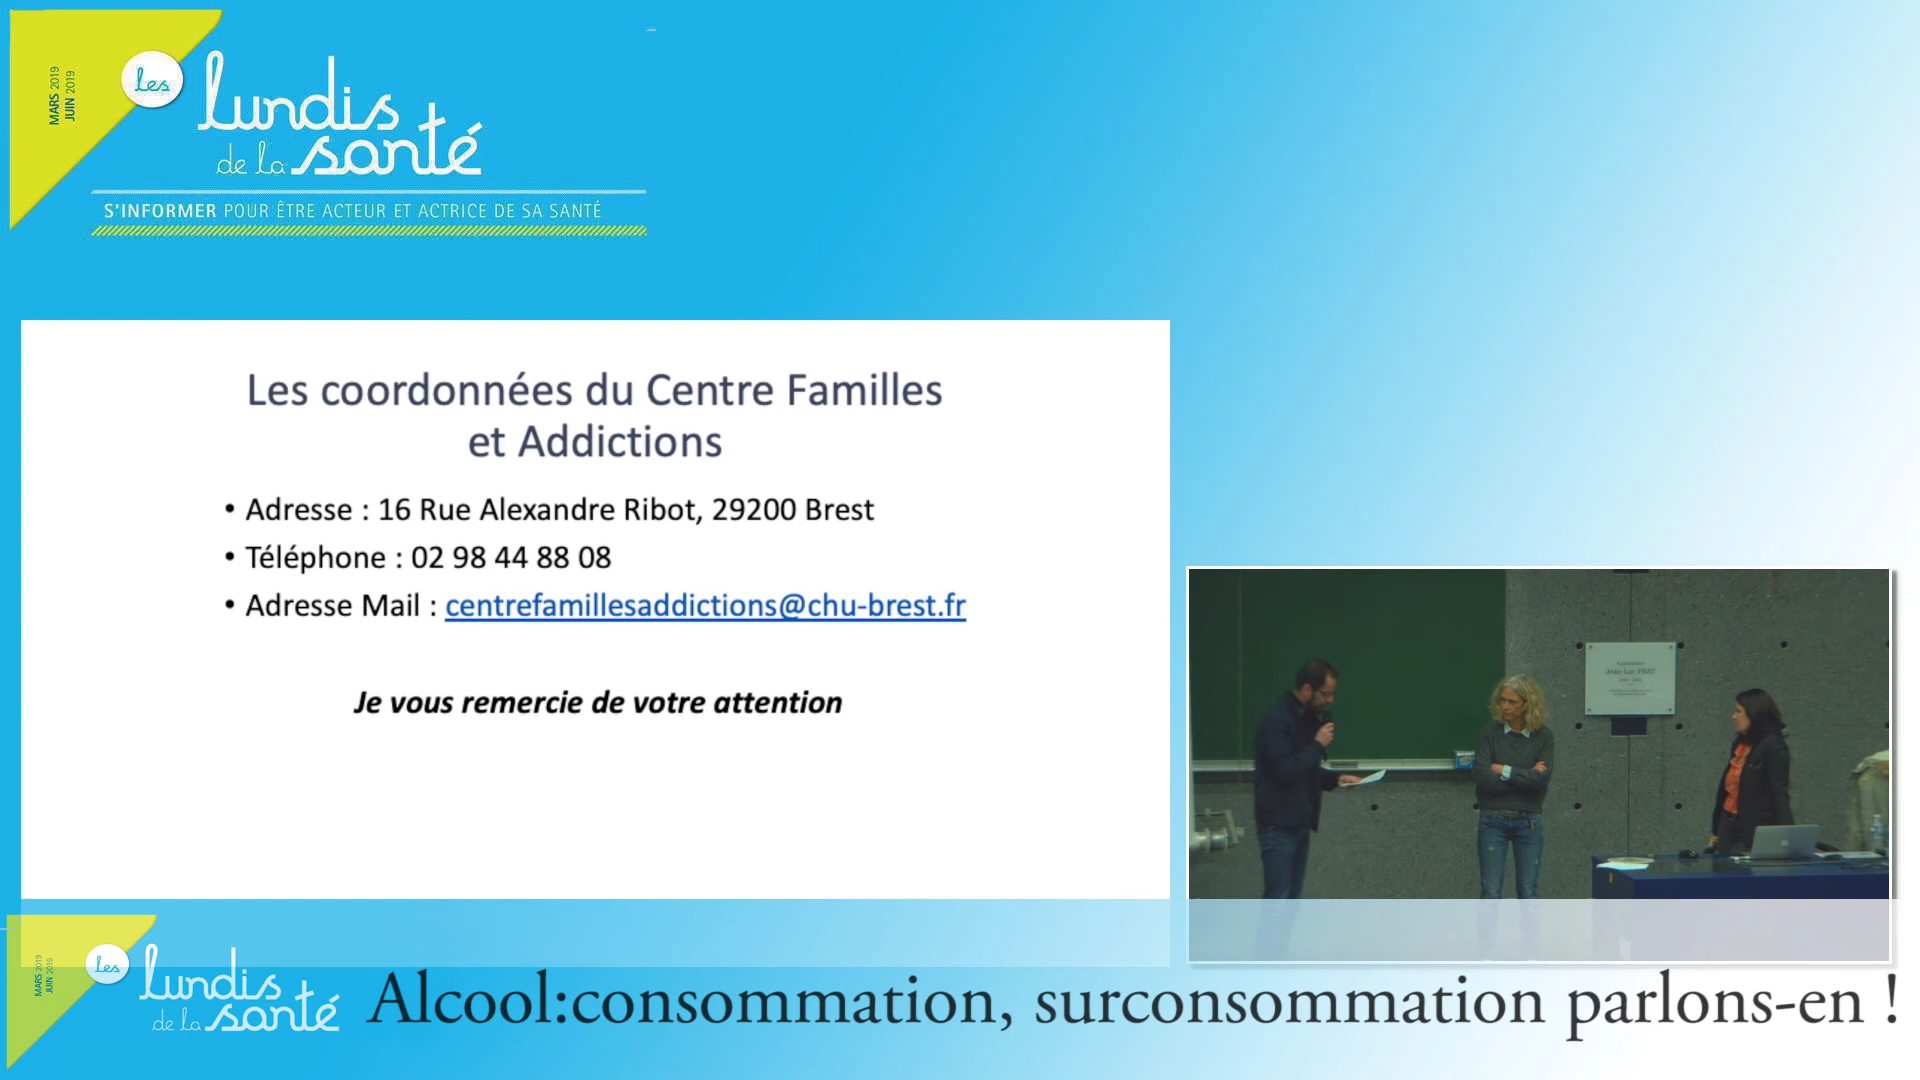 MARS 2019
JUIN 2019
les
lundis
de la santé
S'INFORMER POUR ÊTRE ACTEUR ET ACTRICE DE SA SANTÉ
Les coordonnées du Centre Familles
et Addictions
• Adresse : 16 Rue Alexandre Ribot, 29200 Brest
• Téléphone : 02 98 44 88 08
• Adresse Mail : centrefamillesaddictions@chu-brest.fr
Je vous remercie de votre attention
Jean-Luc PRAT
MARS 2019
JUIN 2019
les
lundis
de la santé
Alcool:consommation, surconsommation parlons-en !